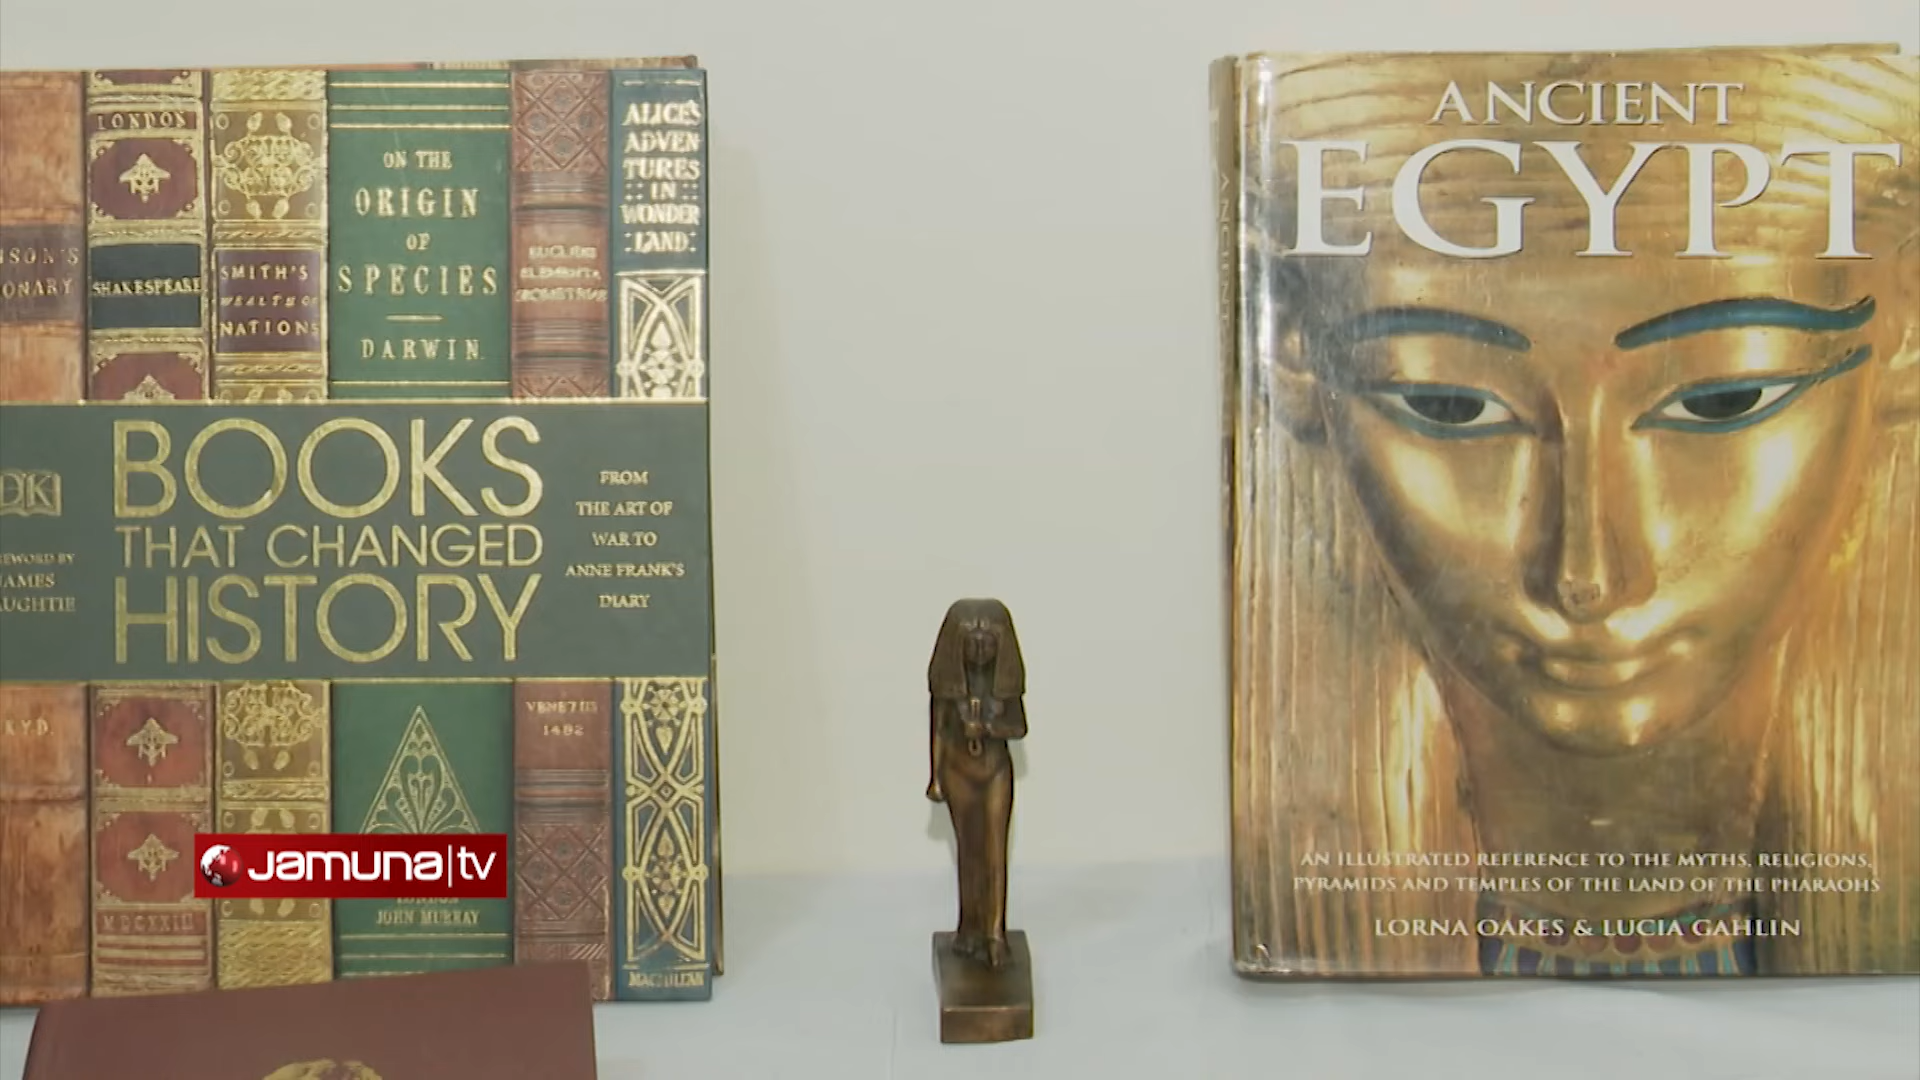 LONDON
SHAKESPEARE
SMITH'S
WEALTH OF
NATIONS
ON THE
ORIGIN
OF
SPECIES
DARWIN
ALICE'S
ADVEN
TURES
IN
WONDER
LAND
DK
BOOKS
THAT CHANGED
HISTORY
FROM
THE ART OF
WAR TO
ANNE FRANK'S
DIARY
JAMES
VENETIIS
1482
JAMUNA|TV
LONDON
JOHN MURRAY
MACMILLAN
ANCIENT
EGYPT
AN ILLUSTRATED REFERENCE TO THE MYTHS, RELIGIONS,
PYRAMIDS AND TEMPLES OF THE LAND OF THE PHARAOHS
LORNA OAKES & LUCIA GAHLIN
ANCIENT